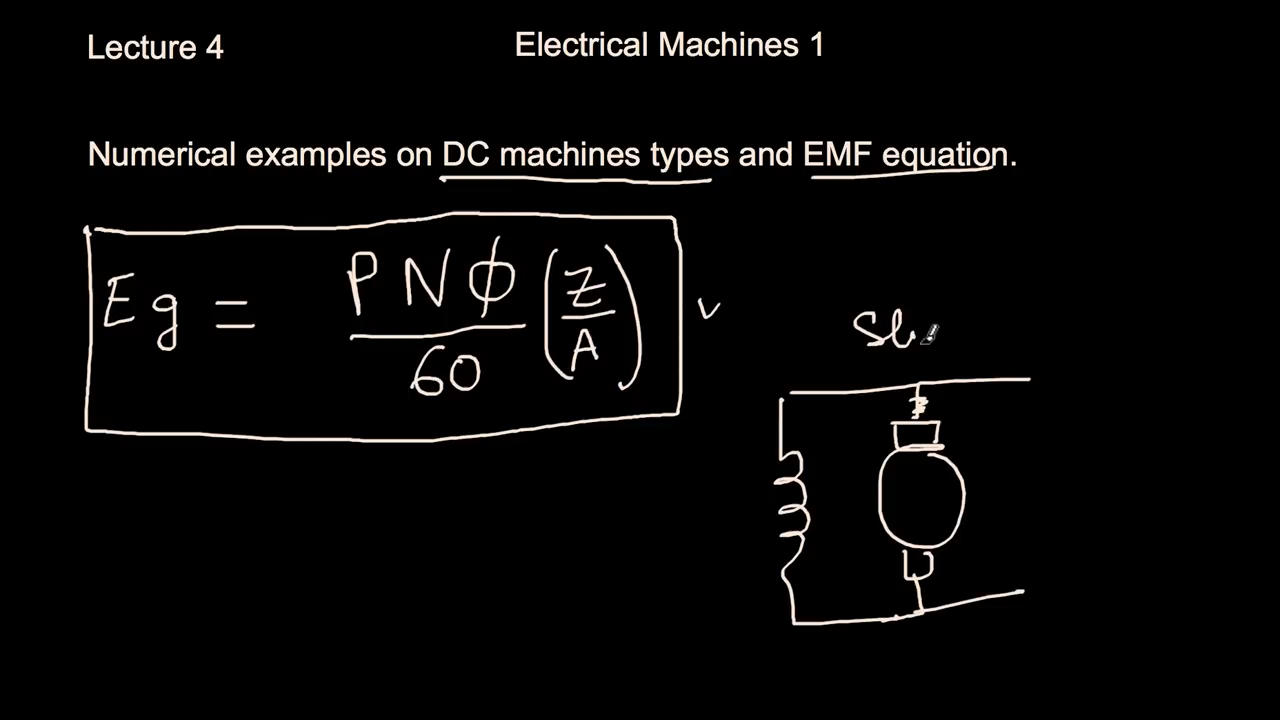 Lecture 4
Electrical Machines 1
Numerical examples on DC machines types and EMF equation.
Eg = PNϕ/60 (Z/A)